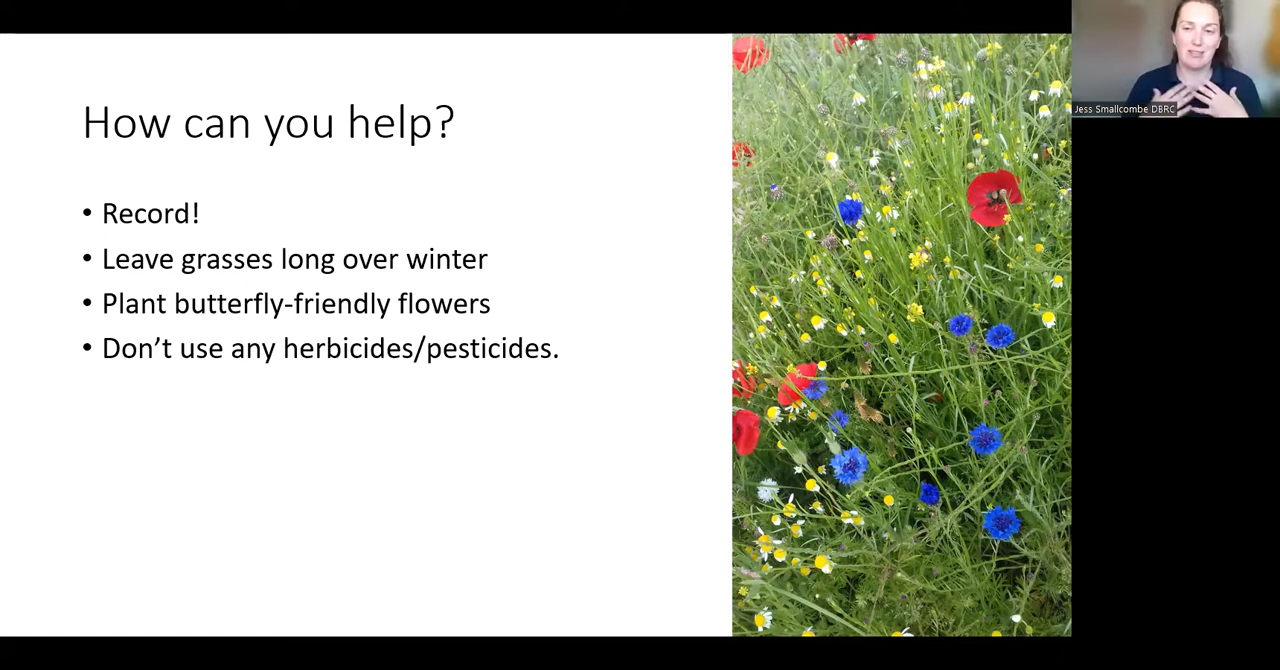 How can you help?
• Record!
• Leave grasses long over winter
• Plant butterfly-friendly flowers
• Don’t use any herbicides/pesticides.
Jess Smallcombe DBRC